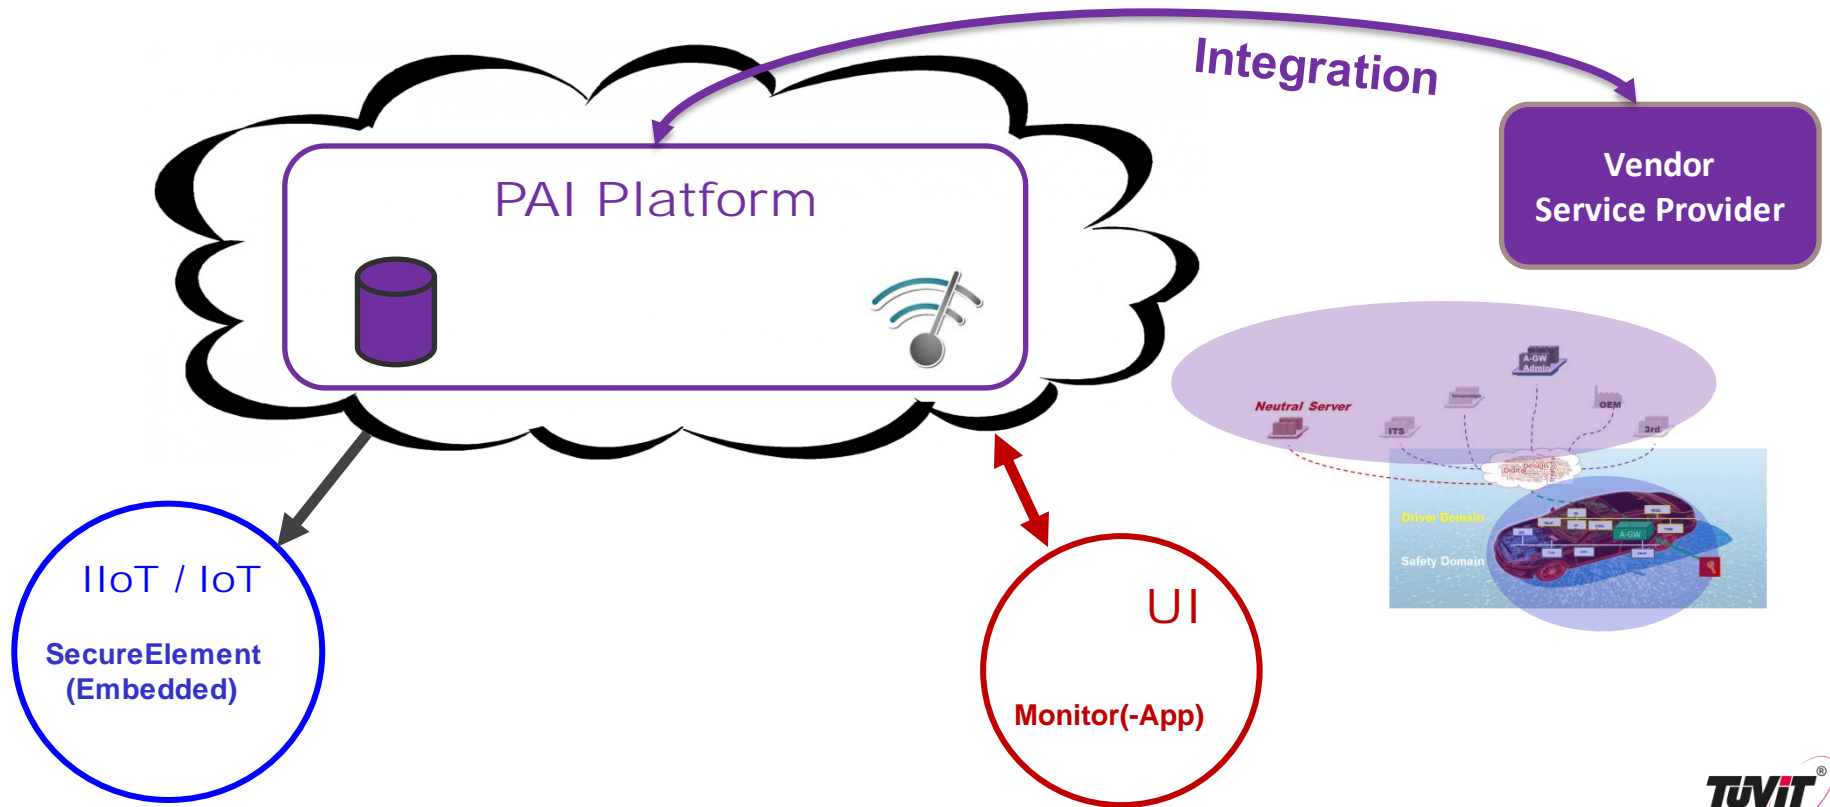 Integration
PAI Platform
Vendor
Service Provider
A-GW
Admin
Insurance
OEM
Neutral Server
ITS
3rd
Driver Domain
A-GW
Safety Domain
IIoT / IoT
SecureElement
(Embedded)
UI
Monitor(-App)
TÜViT®